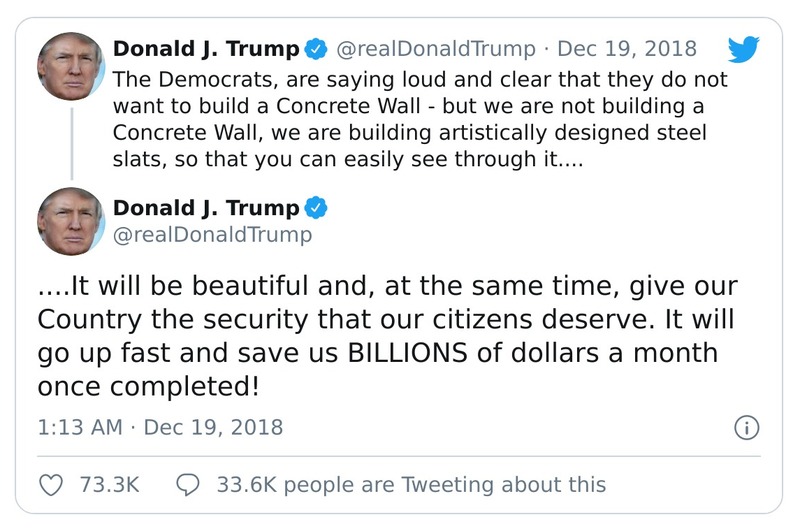 Donald J. Trump @realDonaldTrump · Dec 19, 2018
The Democrats, are saying loud and clear that they do not
want to build a Concrete Wall - but we are not building a
Concrete Wall, we are building artistically designed steel
slats, so that you can easily see through it....
Donald J. Trump
@realDonaldTrump
....It will be beautiful and, at the same time, give our
Country the security that our citizens deserve. It will
go up fast and save us BILLIONS of dollars a month
once completed!
1:13 AM · Dec 19, 2018
73.3K 33.6K people are Tweeting about this